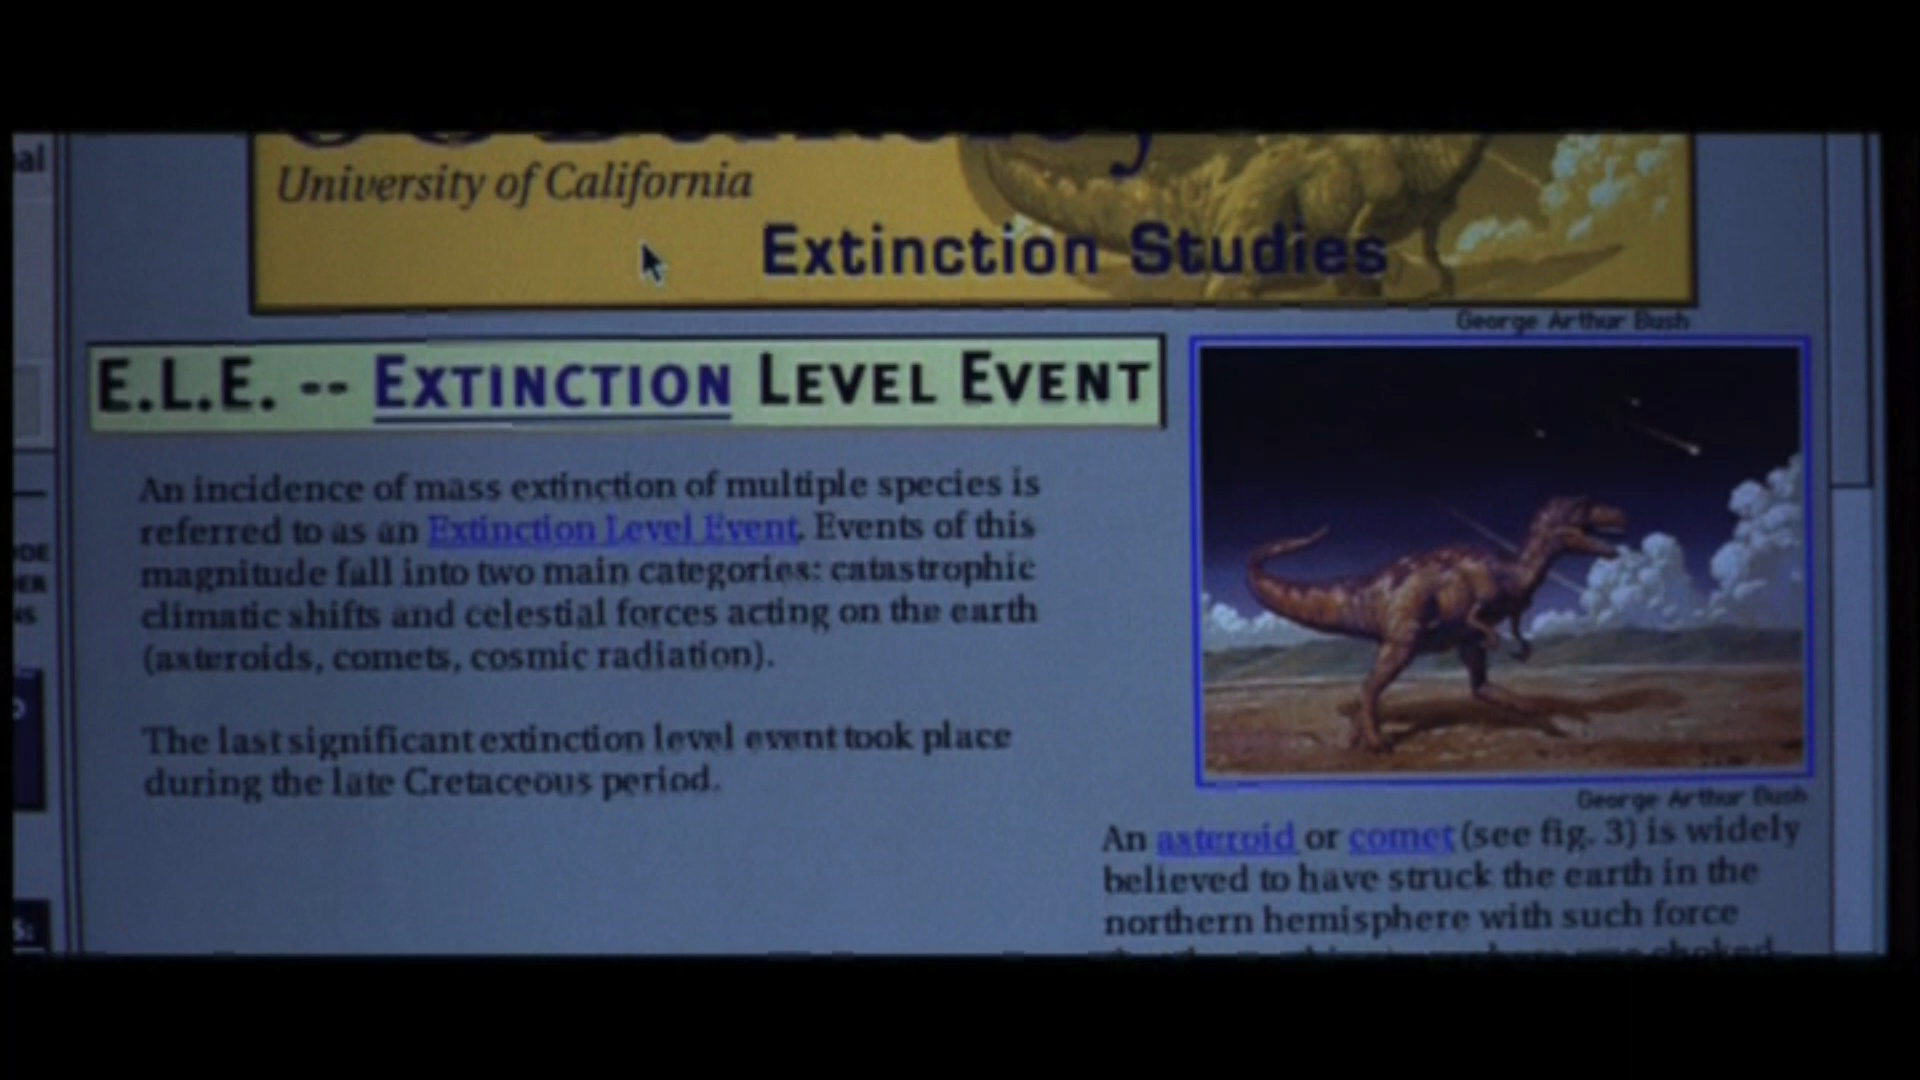 University of California
Extinction Studies
George Arthur Bush
E.L.E. -- EXTINCTION LEVEL EVENT
An incidence of mass extinction of multiple species is
referred to as an Extinction Level Event. Events of this
magnitude fall into two main categories: catastrophic
climatic shifts and celestial forces acting on the earth
(asteroids, comets, cosmic radiation).
The last significant extinction level event took place
during the late Cretaceous period.
George Arthur Bush
An asteroid or comet (see fig. 3) is widely
believed to have struck the earth in the
northern hemisphere with such force